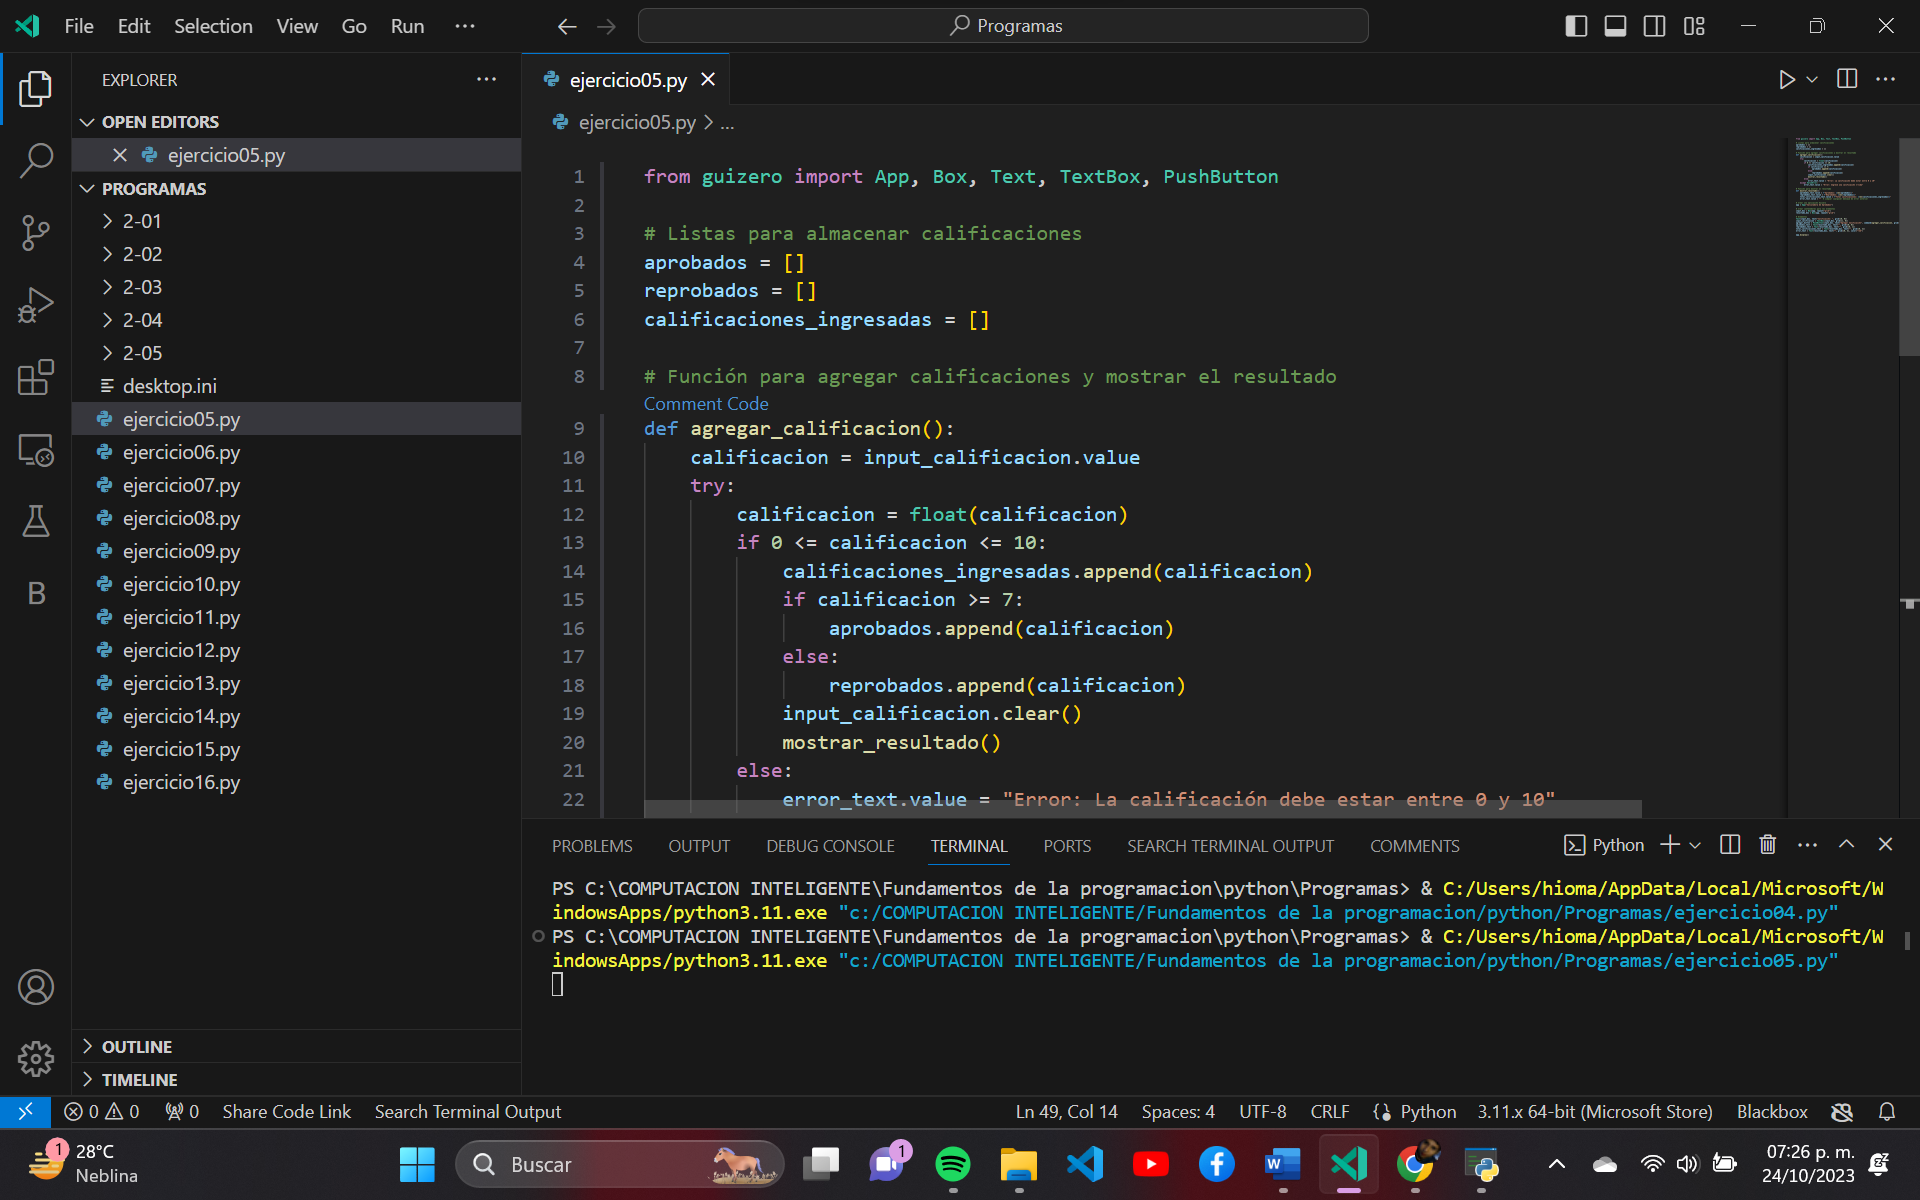 File Edit Selection View Go Run ···
Programas
EXPLORER
OPEN EDITORS
ejercicio05.py
PROGRAMAS
2-01
2-02
2-03
2-04
2-05
desktop.ini
ejercicio05.py
ejercicio06.py
ejercicio07.py
ejercicio08.py
ejercicio09.py
ejercicio10.py
ejercicio11.py
ejercicio12.py
ejercicio13.py
ejercicio14.py
ejercicio15.py
ejercicio16.py
OUTLINE
TIMELINE
B
ejercicio05.py
ejercicio05.py > ...
1 from guizero import App, Box, Text, TextBox, PushButton
2
3 # Listas para almacenar calificaciones
4 aprobados = []
5 reprobados = []
6 calificaciones_ingresadas = []
7
8 # Función para agregar calificaciones y mostrar el resultado
Comment Code
9 def agregar_calificacion():
10 calificacion = input_calificacion.value
11 try:
12 calificacion = float(calificacion)
13 if 0 <= calificacion <= 10:
14 calificaciones_ingresadas.append(calificacion)
15 if calificacion >= 7:
16 aprobados.append(calificacion)
17 else:
18 reprobados.append(calificacion)
19 input_calificacion.clear()
20 mostrar_resultado()
21 else:
22 error_text.value = "Error: La calificación debe estar entre 0 y 10"
PROBLEMS OUTPUT DEBUG CONSOLE TERMINAL PORTS SEARCH TERMINAL OUTPUT COMMENTS Python
PS C:\COMPUTACION INTELIGENTE\Fundamentos de la programacion\python\Programas> & C:/Users/hioma/AppData/Local/Microsoft/W
indowsApps/python3.11.exe "c:/COMPUTACION INTELIGENTE/Fundamentos de la programacion/python/Programas/ejercicio04.py"
PS C:\COMPUTACION INTELIGENTE\Fundamentos de la programacion\python\Programas> & C:/Users/hioma/AppData/Local/Microsoft/W
indowsApps/python3.11.exe "c:/COMPUTACION INTELIGENTE/Fundamentos de la programacion/python/Programas/ejercicio05.py"
0 0 0 Share Code Link Search Terminal Output Ln 49, Col 14 Spaces: 4 UTF-8 CRLF Python 3.11.x 64-bit (Microsoft Store) Blackbox
1 28°C
Neblina
Buscar
1
W
07:26 p. m.
24/10/2023